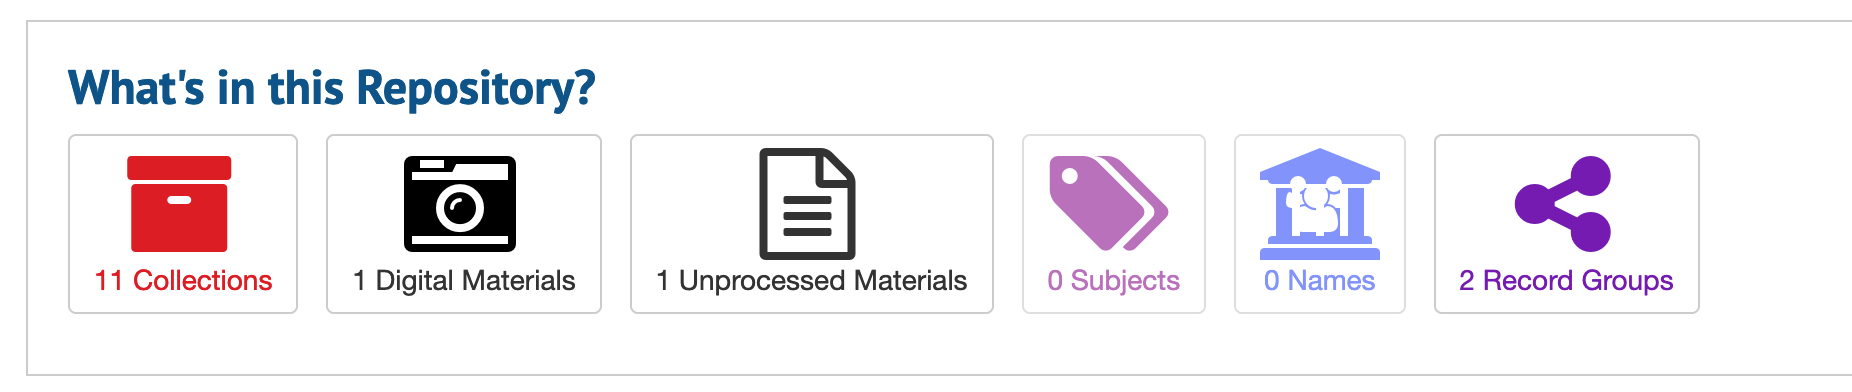 What's in this Repository?
11 Collections
1 Digital Materials
1 Unprocessed Materials
0 Subjects
0 Names
2 Record Groups